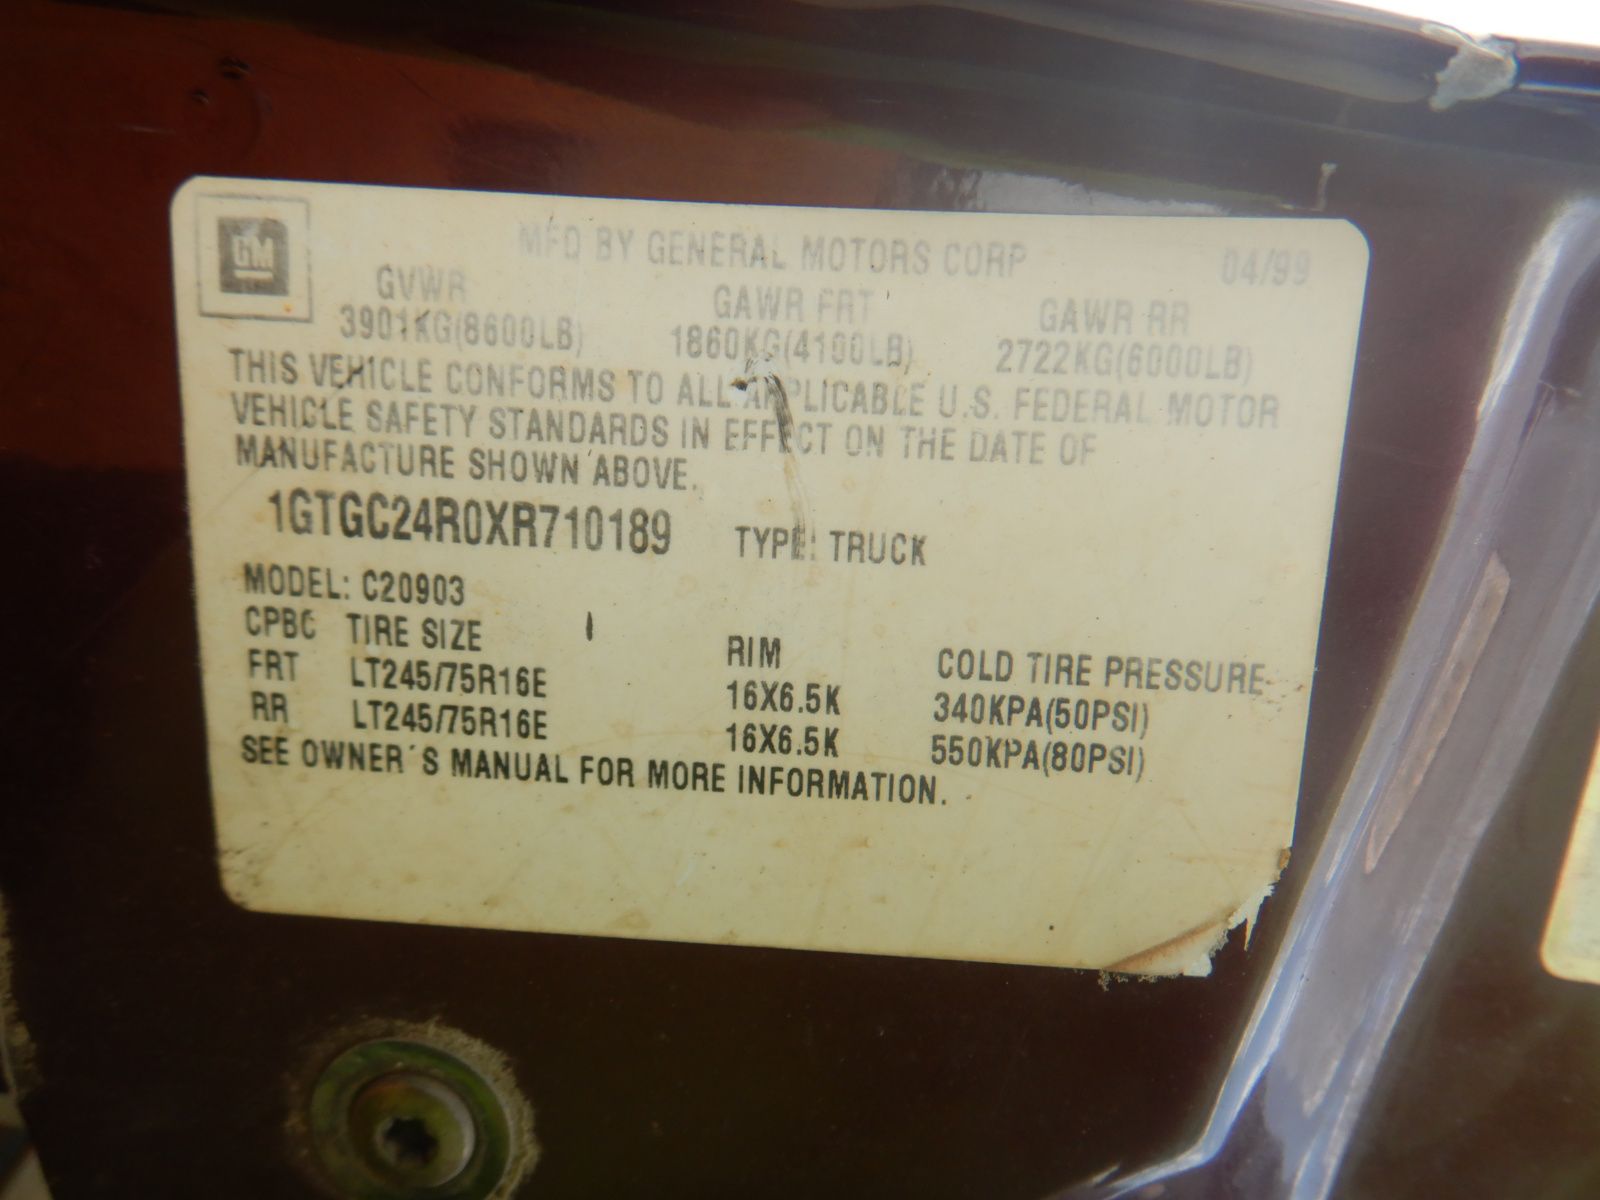 GM
MFD BY GENERAL MOTORS CORP 04/99
GVWR GAWR FRT GAWR RR
3901KG(8600LB) 1860KG(4100LB) 2722KG(6000LB)
THIS VEHICLE CONFORMS TO ALL APPLICABLE U.S. FEDERAL MOTOR
VEHICLE SAFETY STANDARDS IN EFFECT ON THE DATE OF
MANUFACTURE SHOWN ABOVE.
1GTGC24R0XR710189 TYPE: TRUCK
MODEL: C20903
CPBC TIRE SIZE RIM COLD TIRE PRESSURE
FRT LT245/75R16E 16X6.5K 340KPA(50PSI)
RR LT245/75R16E 16X6.5K 550KPA(80PSI)
SEE OWNER´S MANUAL FOR MORE INFORMATION.